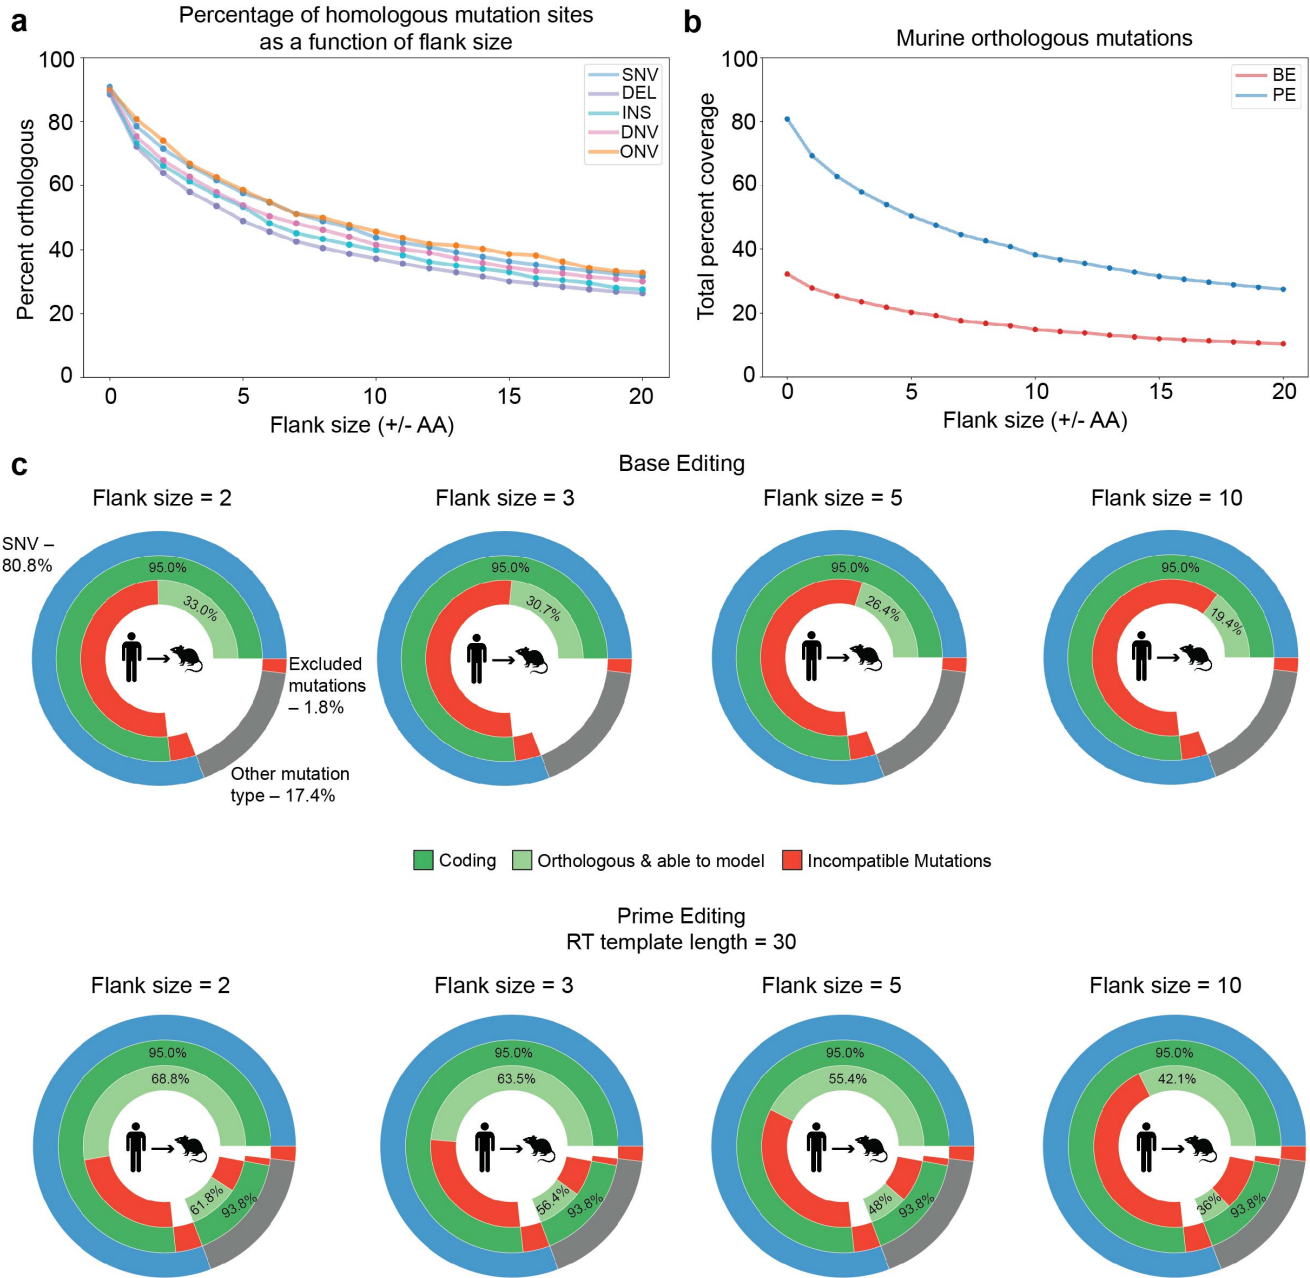 a
Percentage of homologous mutation sites
as a function of flank size
100
80
60
40
20
0
Percent orthologous
0 5 10 15 20
Flank size (+/- AA)
SNV
DEL
INS
DNV
ONV
b
Murine orthologous mutations
100
80
60
40
20
0
Total percent coverage
0 5 10 15 20
Flank size (+/- AA)
BE
PE
c
Base Editing
Flank size = 2
Flank size = 3
Flank size = 5
Flank size = 10
SNV –
80.8%
95.0%
33.0%
Excluded
mutations
– 1.8%
Other mutation
type – 17.4%
95.0%
30.7%
95.0%
26.4%
95.0%
19.4%
Coding
Orthologous & able to model
Incompatible Mutations
Prime Editing
RT template length = 30
Flank size = 2
Flank size = 3
Flank size = 5
Flank size = 10
95.0%
68.8%
61.8%
93.8%
95.0%
63.5%
56.4%
93.8%
95.0%
55.4%
48%
93.8%
95.0%
42.1%
36%
93.8%